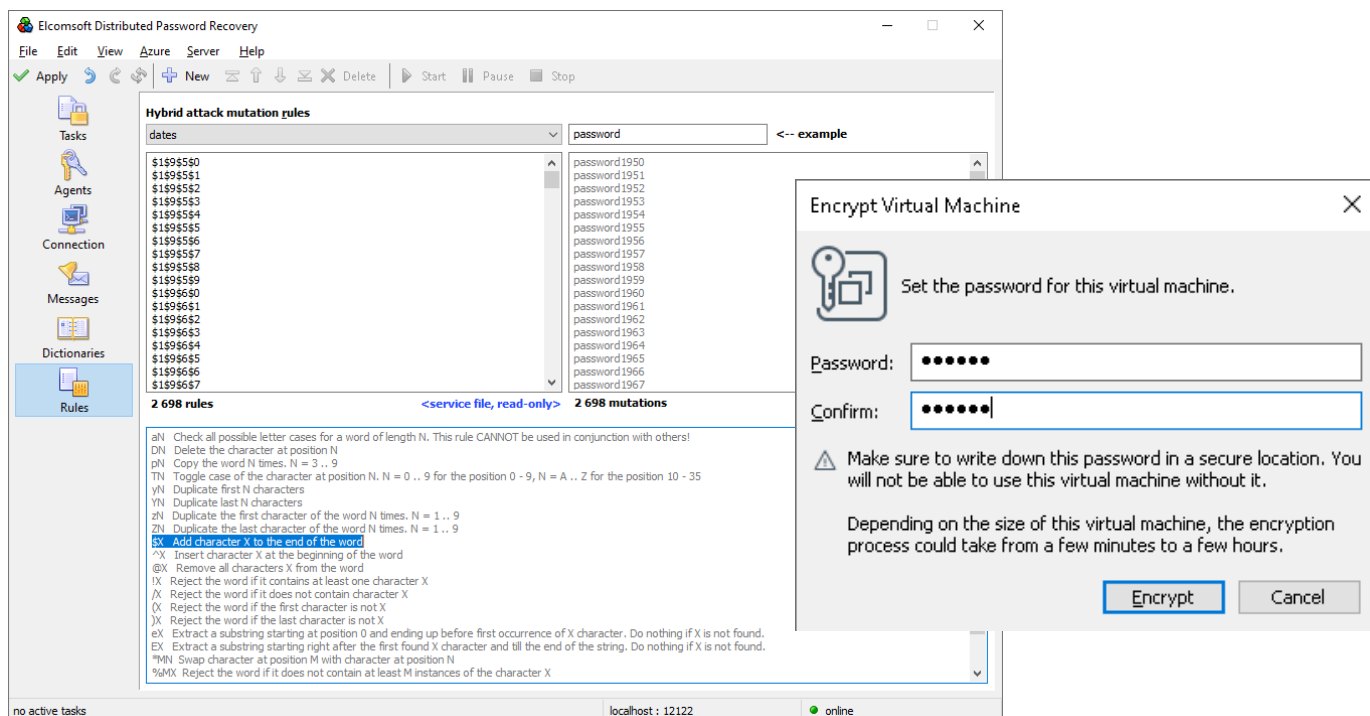 Elcomsoft Distributed Password Recovery
File Edit View Azure Server Help
Apply New Delete Start Pause Stop
Tasks
Agents
Connection
Messages
Dictionaries
Rules
Hybrid attack mutation rules
dates password <-- example
$1$9$5$0
$1$9$5$1
$1$9$5$2
$1$9$5$3
$1$9$5$4
$1$9$5$5
$1$9$5$6
$1$9$5$7
$1$9$5$8
$1$9$5$9
$1$9$6$0
$1$9$6$1
$1$9$6$2
$1$9$6$3
$1$9$6$4
$1$9$6$5
$1$9$6$6
$1$9$6$7
password1950
password1951
password1952
password1953
password1954
password1955
password1956
password1957
password1958
password1959
password1960
password1961
password1962
password1963
password1964
password1965
password1966
password1967
2 698 rules <service file, read-only> 2 698 mutations
aN Check all possible letter cases for a word of length N. This rule CANNOT be used in conjunction with others!
DN Delete the character at position N
pN Copy the word N times. N = 3 .. 9
TN Toggle case of the character at position N. N = 0 .. 9 for the position 0 - 9, N = A .. Z for the position 10 - 35
yN Duplicate first N characters
YN Duplicate last N characters
zN Duplicate the first character of the word N times. N = 1 .. 9
ZN Duplicate the last character of the word N times. N = 1 .. 9
$X Add character X to the end of the word
^X Insert character X at the beginning of the word
@X Remove all characters X from the word
!X Reject the word if it contains at least one character X
/X Reject the word if it does not contain character X
(X Reject the word if the first character is not X
)X Reject the word if the last character is not X
eX Extract a substring starting at position 0 and ending up before first occurrence of X character. Do nothing if X is not found.
EX Extract a substring starting right after the first found X character and till the end of the string. Do nothing if X is not found.
*MN Swap character at position M with character at position N
%MX Reject the word if it does not contain at least M instances of the character X
no active tasks localhost : 12122 online
Encrypt Virtual Machine
Set the password for this virtual machine.
Password: ●●●●●●
Confirm: ●●●●●●
Make sure to write down this password in a secure location. You
will not be able to use this virtual machine without it.
Depending on the size of this virtual machine, the encryption
process could take from a few minutes to a few hours.
Encrypt Cancel